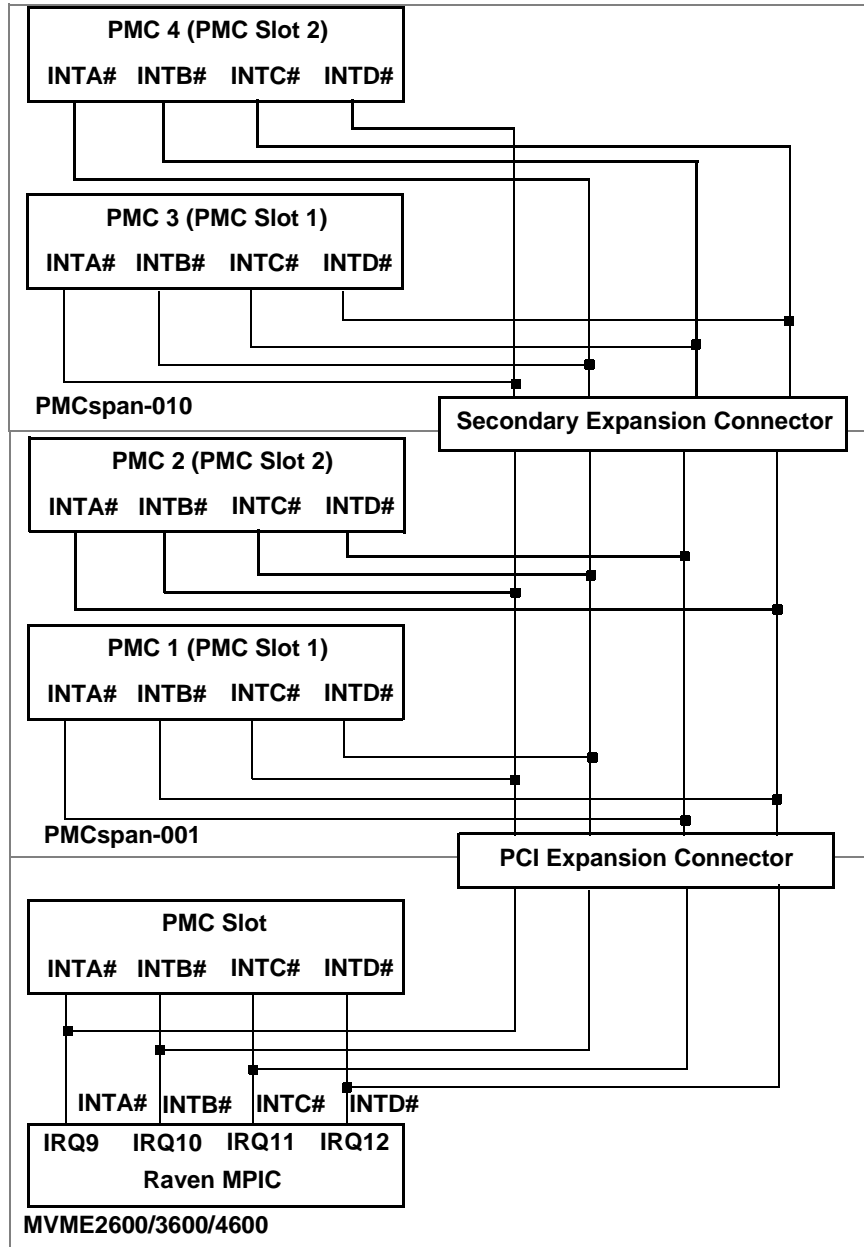 PMC 4 (PMC Slot 2)
INTA# INTB# INTC# INTD#
PMC 3 (PMC Slot 1)
INTA# INTB# INTC# INTD#
PMCspan-010
Secondary Expansion Connector
PMC 2 (PMC Slot 2)
INTA# INTB# INTC# INTD#
PMC 1 (PMC Slot 1)
INTA# INTB# INTC# INTD#
PMCspan-001
PCI Expansion Connector
PMC Slot
INTA# INTB# INTC# INTD#
INTA# INTB# INTC# INTD#
IRQ9 IRQ10 IRQ11 IRQ12
Raven MPIC
MVME2600/3600/4600